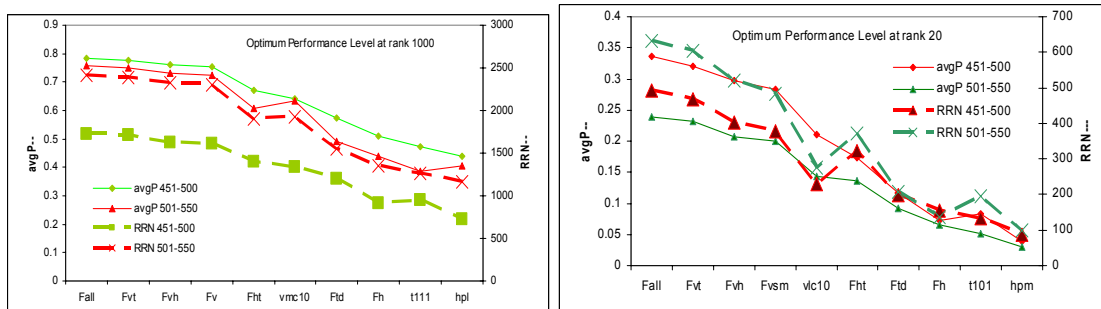 Optimum Performance Level at rank 1000
avgP--
RRN--
0.9
0.8
0.7
0.6
0.5
0.4
0.3
0.2
0.1
0
3000
2500
2000
1500
1000
500
0
avgP 451-500
avgP 501-550
RRN 451-500
RRN 501-550
Fall Fvt Fvh Fv Fht vmc10 Ftd Fh t111 hpl
Optimum Performance Level at rank 20
avgP--
RRN---
0.4
0.35
0.3
0.25
0.2
0.15
0.1
0.05
0
700
600
500
400
300
200
100
0
avgP 451-500
avgP 501-550
RRN 451-500
RRN 501-550
Fall Fvt Fvh Fvsm vlc10 Fht Ftd Fh t101 hpm